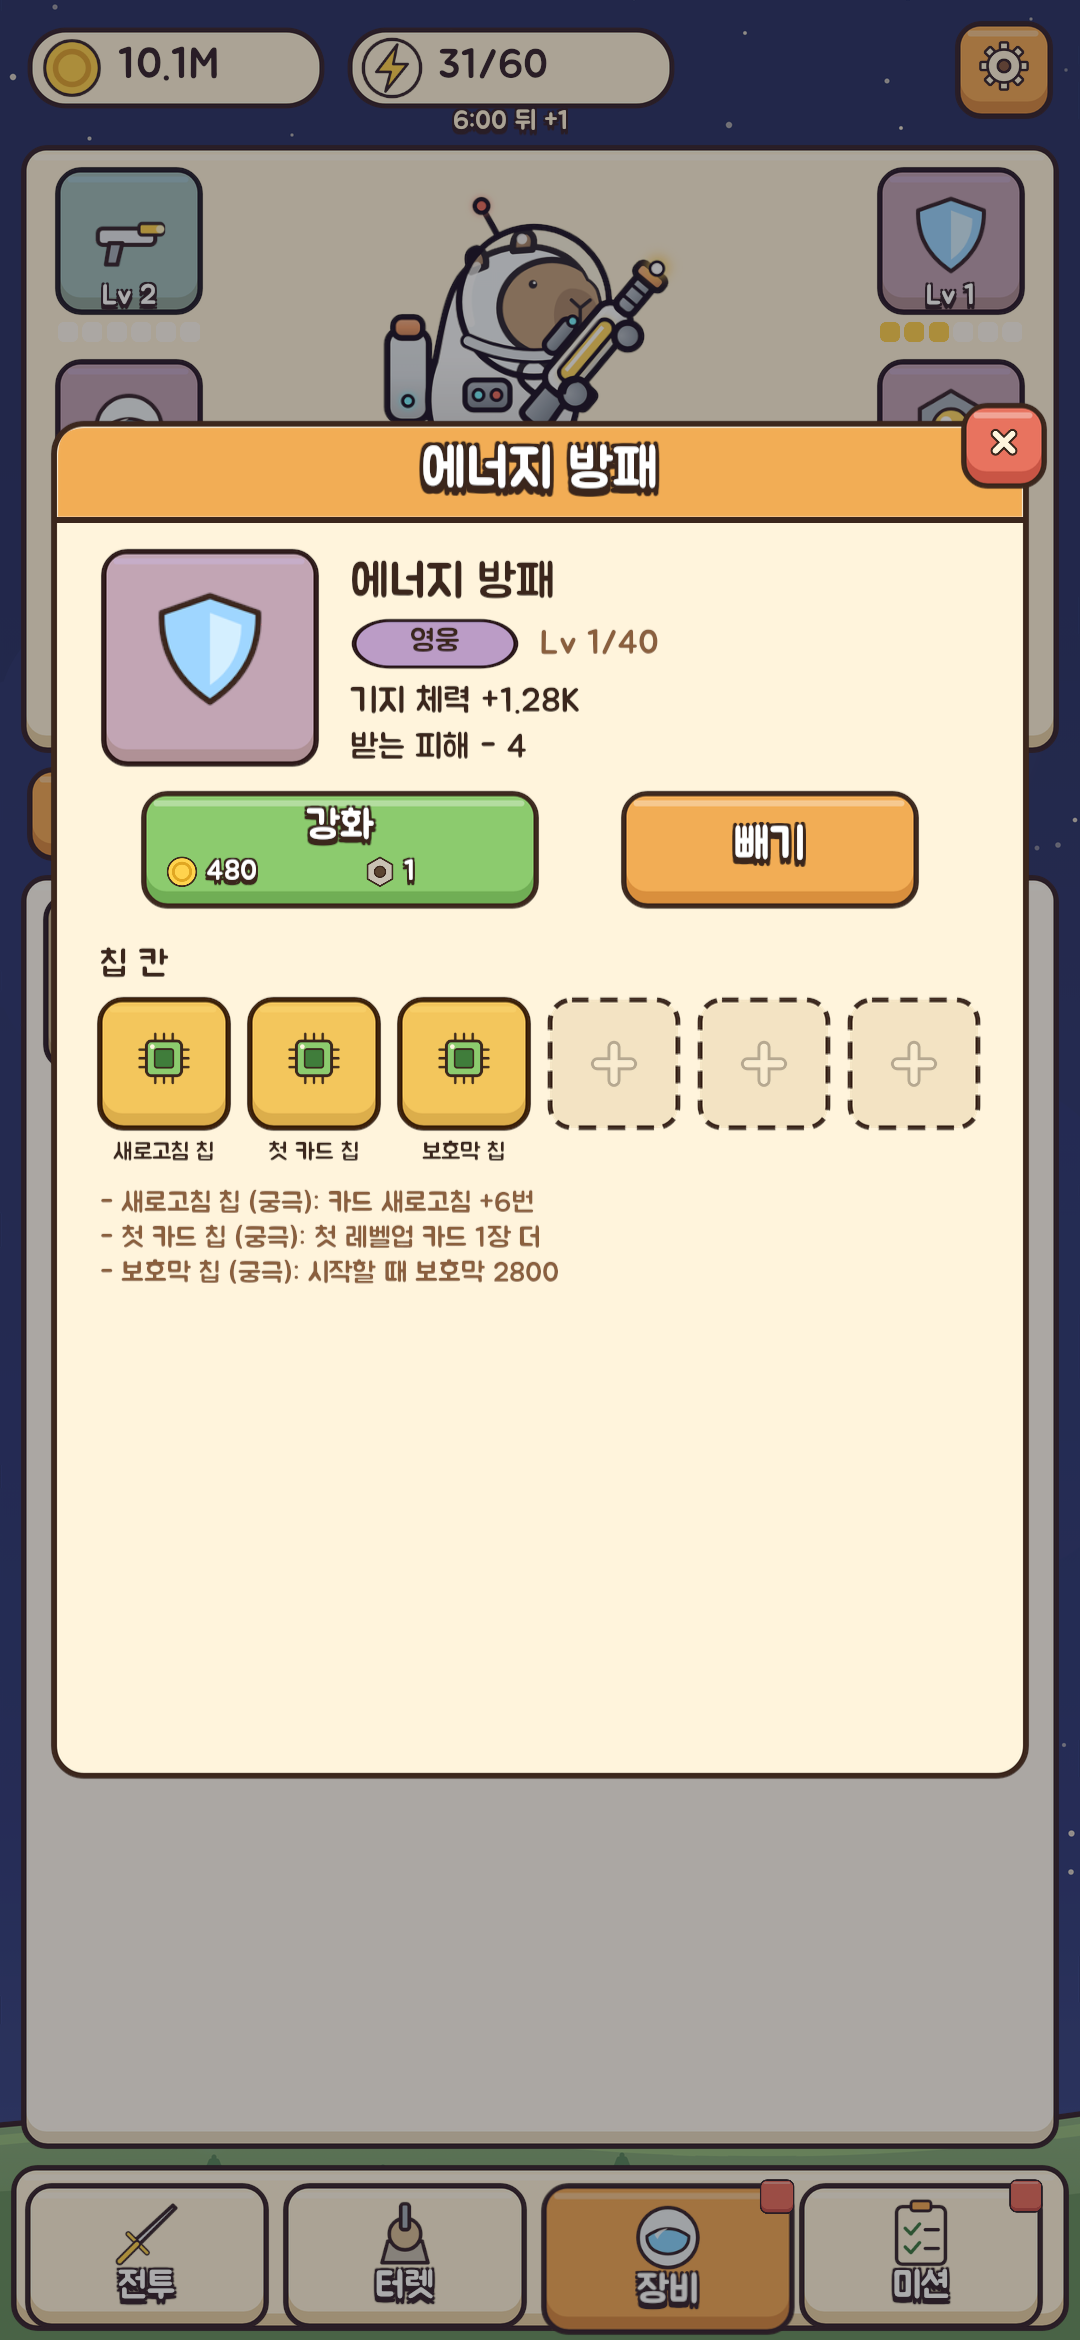 10.1M
31/60
6:00 뒤 +1
Lv 2
Lv 1
에너지 방패
에너지 방패
영웅
Lv 1/40
기지 체력 +1.28K
받는 피해 - 4
강화
480
1
빼기
칩 칸
새로고침 칩
첫 카드 칩
보호막 칩
- 새로고침 칩 (궁극): 카드 새로고침 +6번
- 첫 카드 칩 (궁극): 첫 레벨업 카드 1장 더
- 보호막 칩 (궁극): 시작할 때 보호막 2800
전투
터렛
장비
미션